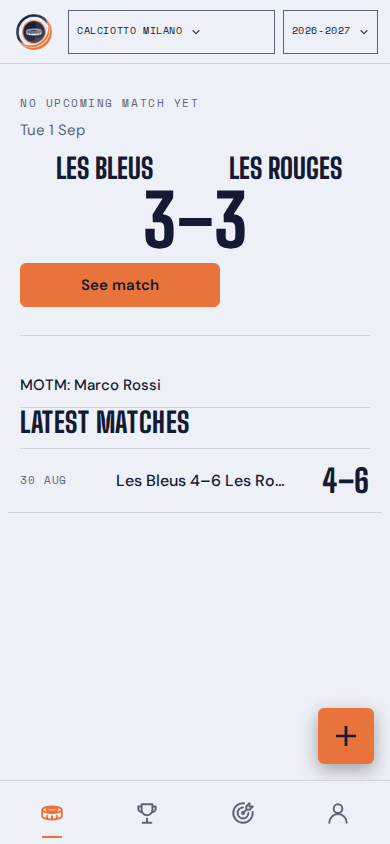 CALCIOTTO MILANO
2026-2027
NO UPCOMING MATCH YET
Tue 1 Sep
LES BLEUS
LES ROUGES
3–3
See match
MOTM: Marco Rossi
LATEST MATCHES
30 AUG
Les Bleus 4–6 Les Ro…
4–6